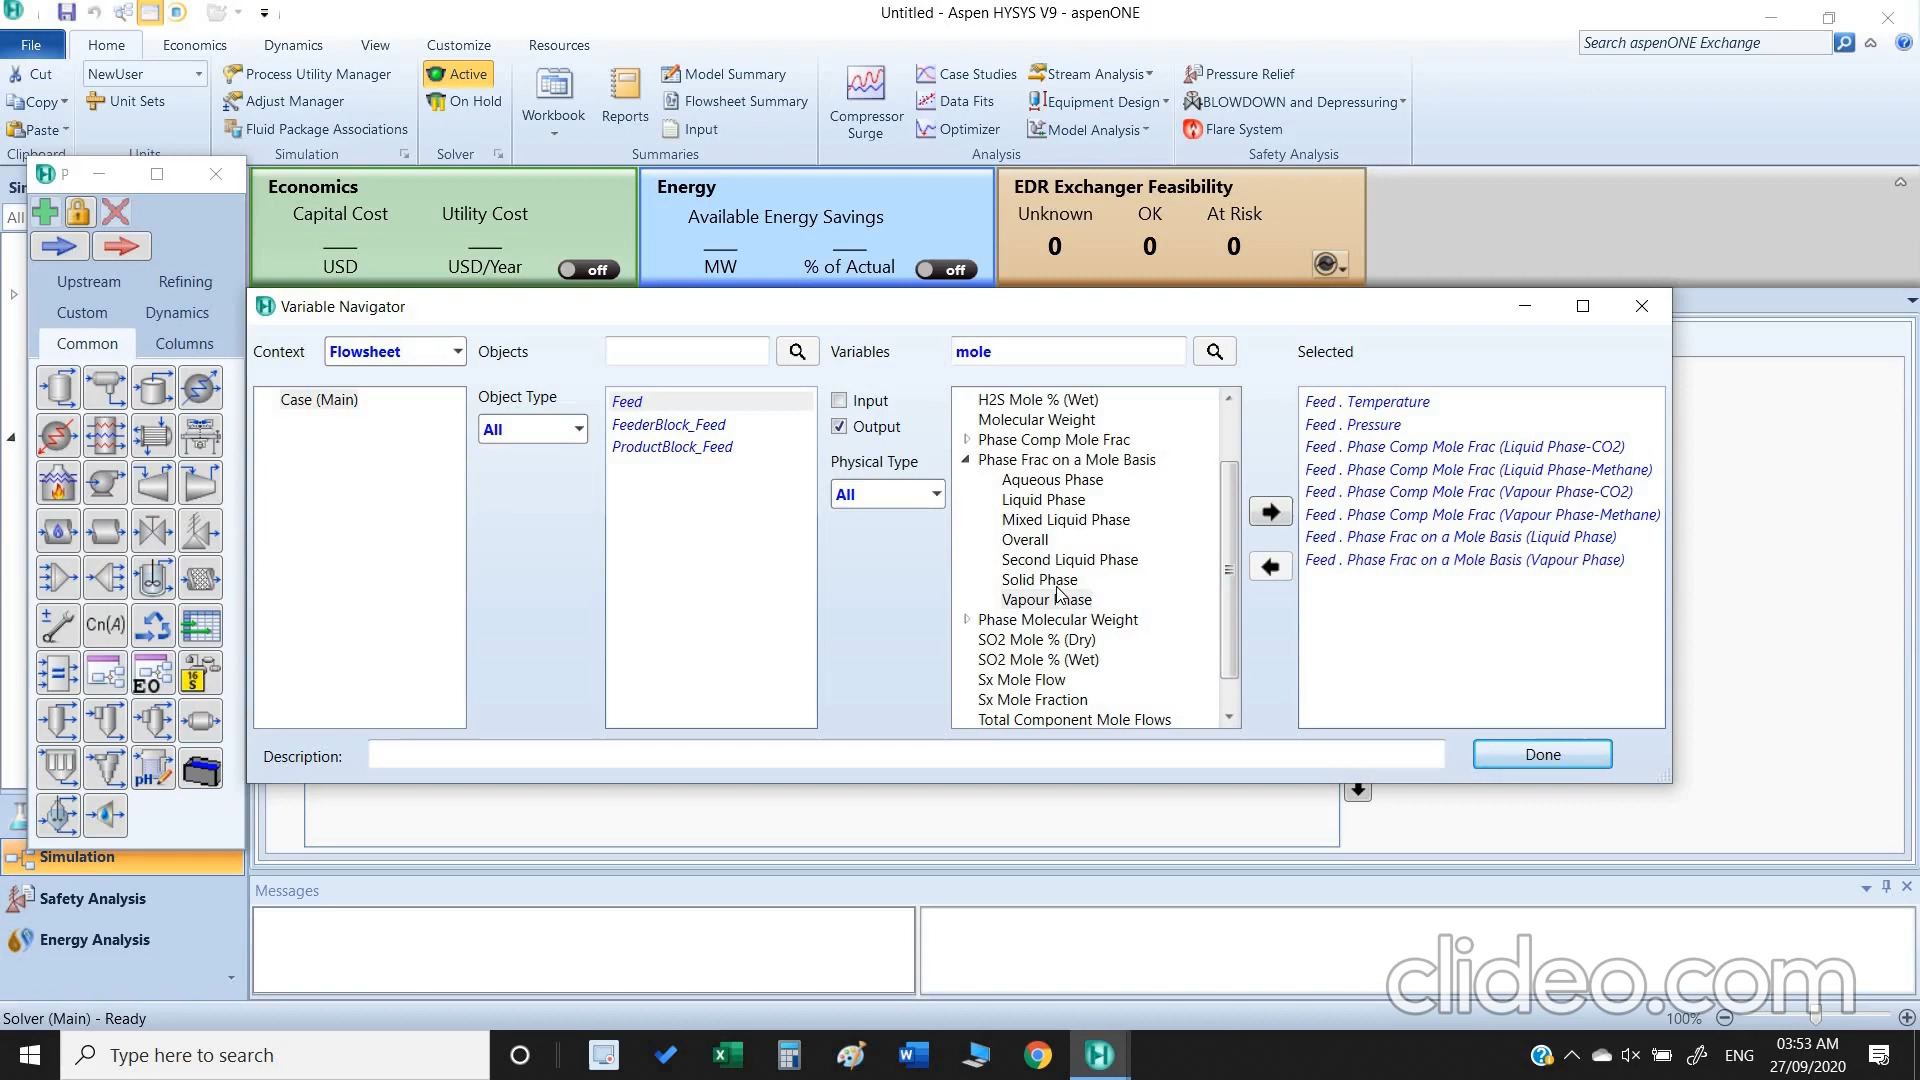 Untitled - Aspen HYSYS V9 - aspenONE
File Home Economics Dynamics View Customize Resources
Search aspenONE Exchange
Cut
Copy
Paste
Clipboard
NewUser
Unit Sets
Units
Process Utility Manager
Adjust Manager
Fluid Package Associations
Simulation
Active
On Hold
Solver
Workbook
Reports
Model Summary
Flowsheet Summary
Input
Summaries
Compressor
Surge
Case Studies
Data Fits
Optimizer
Stream Analysis
Equipment Design
Model Analysis
Analysis
Pressure Relief
BLOWDOWN and Depressuring
Flare System
Safety Analysis
P
Sir
All
Upstream Refining
Custom Dynamics
Common Columns
Cn(A)
EO
16
S
pH
Simulation
Safety Analysis
Energy Analysis
Economics
Capital Cost Utility Cost
USD USD/Year off
Energy
Available Energy Savings
MW % of Actual off
EDR Exchanger Feasibility
Unknown OK At Risk
0 0 0
Variable Navigator
Context Flowsheet Objects Variables mole Selected
Case (Main)
Object Type
All
Feed
FeederBlock_Feed
ProductBlock_Feed
Input
Output
Physical Type
All
H2S Mole % (Wet)
Molecular Weight
Phase Comp Mole Frac
Phase Frac on a Mole Basis
Aqueous Phase
Liquid Phase
Mixed Liquid Phase
Overall
Second Liquid Phase
Solid Phase
Vapour Phase
Phase Molecular Weight
SO2 Mole % (Dry)
SO2 Mole % (Wet)
Sx Mole Flow
Sx Mole Fraction
Total Component Mole Flows
Feed . Temperature
Feed . Pressure
Feed . Phase Comp Mole Frac (Liquid Phase-CO2)
Feed . Phase Comp Mole Frac (Liquid Phase-Methane)
Feed . Phase Comp Mole Frac (Vapour Phase-CO2)
Feed . Phase Comp Mole Frac (Vapour Phase-Methane)
Feed . Phase Frac on a Mole Basis (Liquid Phase)
Feed . Phase Frac on a Mole Basis (Vapour Phase)
Description:
Done
Messages
clideo.com
Solver (Main) - Ready
100%
Type here to search
ENG
03:53 AM
27/09/2020